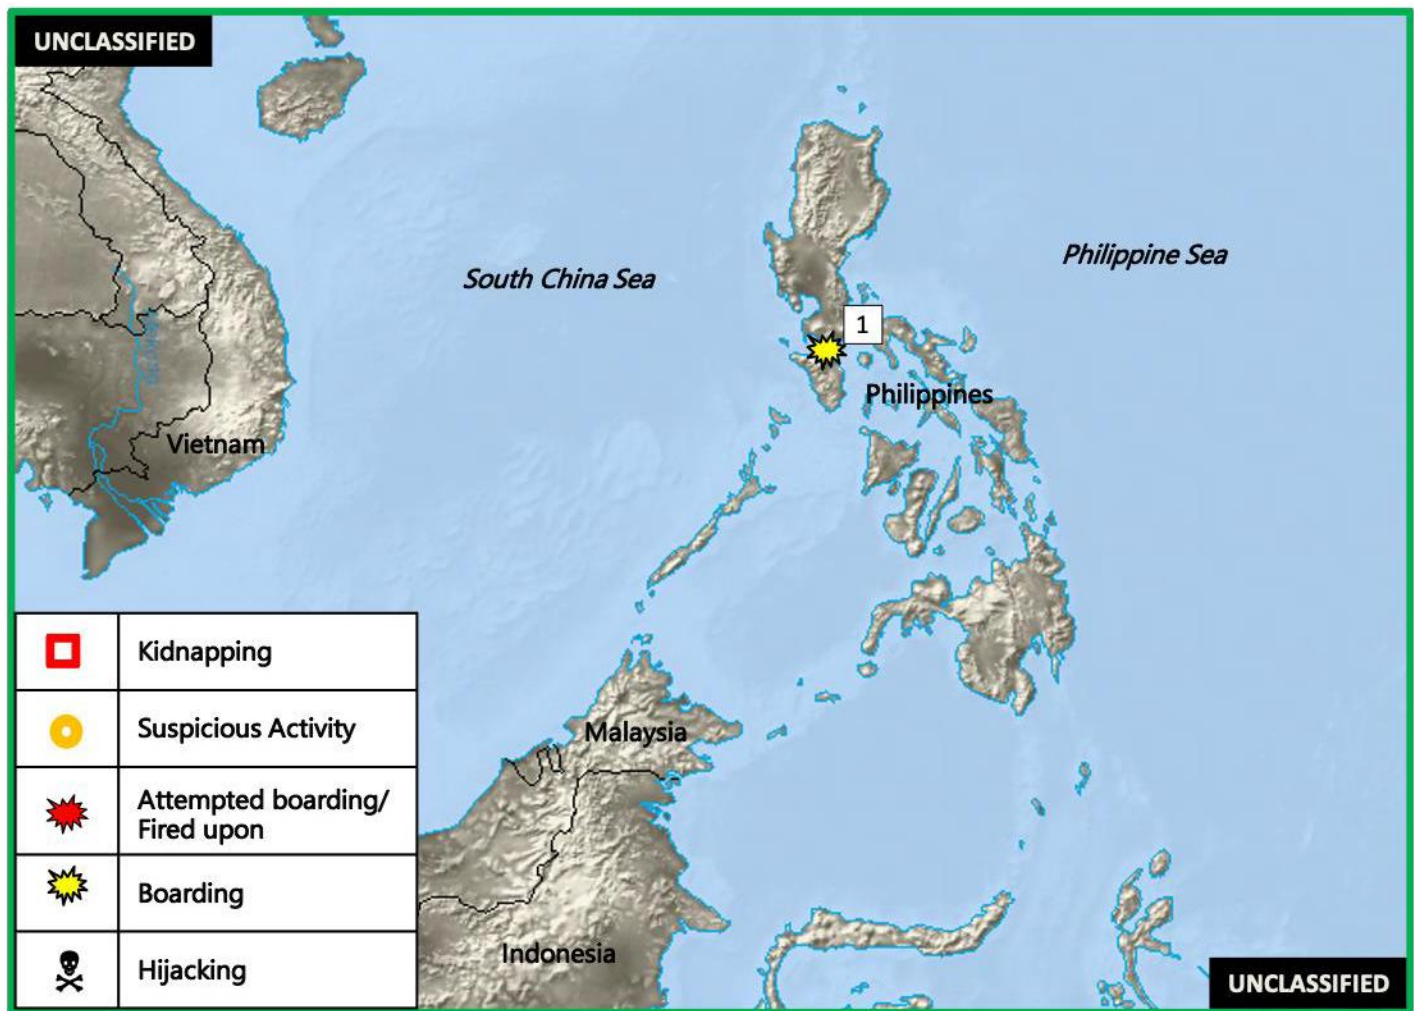 UNCLASSIFIED
South China Sea
Philippine Sea
1
Philippines
Vietnam
Kidnapping
Suspicious Activity
Malaysia
Attempted boarding/
Fired upon
Boarding
Indonesia
Hijacking
UNCLASSIFIED